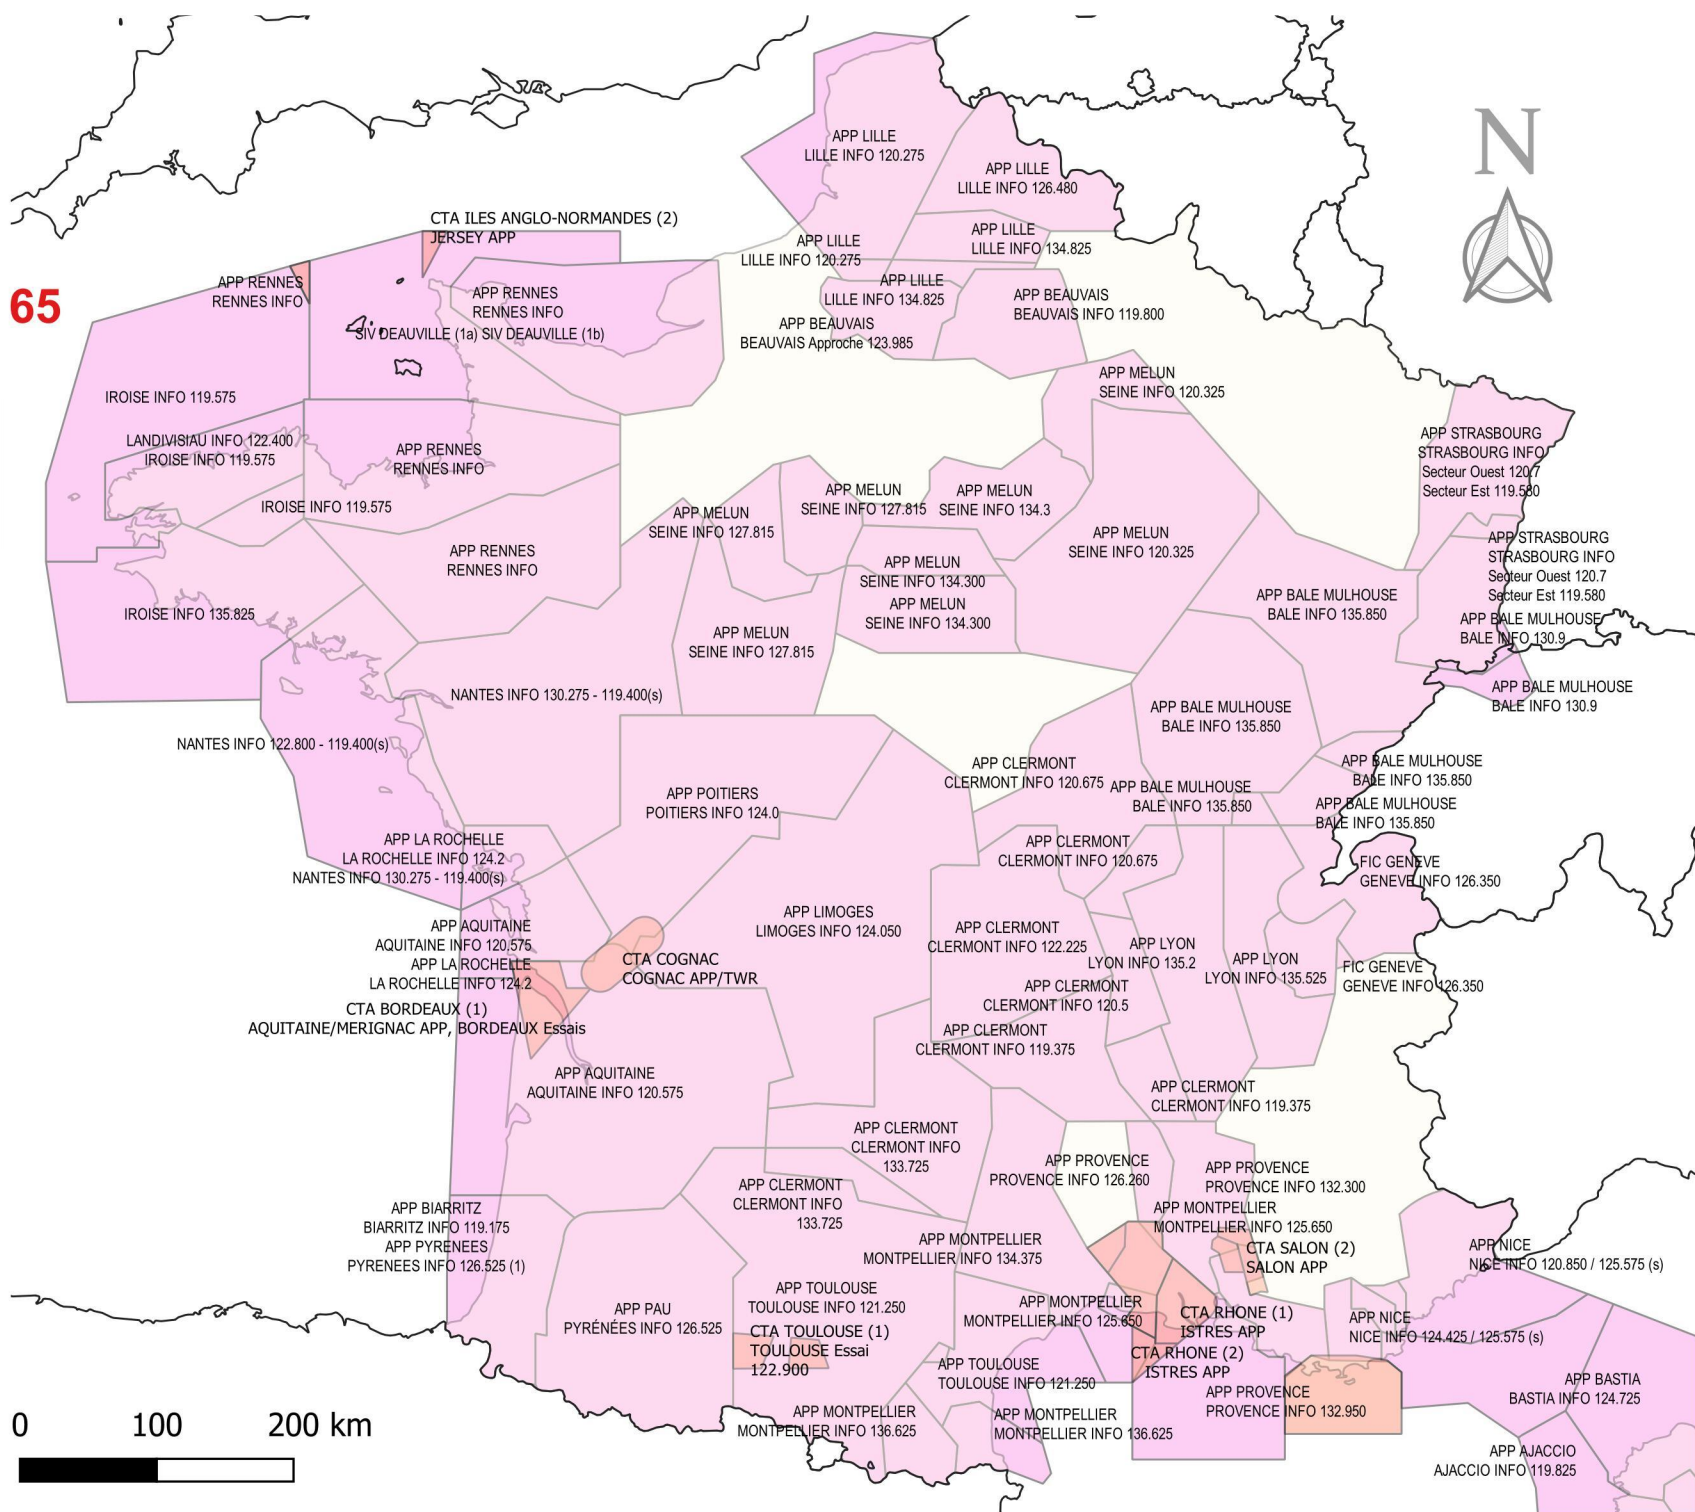 N
APP LILLE
LILLE INFO 120.275
APP LILLE
LILLE INFO 126.480
CTA ILES ANGLO-NORMANDES (2)
JERSEY APP
APP LILLE
LILLE INFO 134.825
APP LILLE
LILLE INFO 120.275
APP RENNES
RENNES INFO
65
APP RENNES
RENNES INFO
SIV DEAUVILLE (1a) SIV DEAUVILLE (1b)
APP LILLE
LILLE INFO 134.825
APP BEAUVAIS
BEAUVAIS INFO 119.800
APP BEAUVAIS
BEAUVAIS Approche 123.985
APP MELUN
SEINE INFO 120.325
IROISE INFO 119.575
LANDIVISIAU INFO 122.400
IROISE INFO 119.575
APP RENNES
RENNES INFO
APP STRASBOURG
STRASBOURG INFO
Secteur Ouest 120.7
Secteur Est 119.580
IROISE INFO 119.575
APP MELUN
SEINE INFO 127.815
APP MELUN
SEINE INFO 127.815
APP MELUN
SEINE INFO 134.3
APP MELUN
SEINE INFO 120.325
APP STRASBOURG
STRASBOURG INFO
Secteur Ouest 120.7
Secteur Est 119.580
APP RENNES
RENNES INFO
APP MELUN
SEINE INFO 134.300
APP MELUN
SEINE INFO 134.300
IROISE INFO 135.825
APP BALE MULHOUSE
BALE INFO 135.850
APP BALE MULHOUSE
BALE INFO 130.9
APP MELUN
SEINE INFO 127.815
NANTES INFO 130.275 - 119.400(s)
APP BALE MULHOUSE
BALE INFO 130.9
APP BALE MULHOUSE
BALE INFO 135.850
NANTES INFO 122.800 - 119.400(s)
APP CLERMONT
CLERMONT INFO 120.675
APP BALE MULHOUSE
BALE INFO 135.850
APP BALE MULHOUSE
BALE INFO 135.850
APP BALE MULHOUSE
BALE INFO 135.850
APP POITIERS
POITIERS INFO 124.0
APP LA ROCHELLE
LA ROCHELLE INFO 124.2
NANTES INFO 130.275 - 119.400(s)
APP CLERMONT
CLERMONT INFO 120.675
FIC GENEVE
GENEVE INFO 126.350
APP AQUITAINE
AQUITAINE INFO 120.575
APP LA ROCHELLE
LA ROCHELLE INFO 124.2
APP LIMOGES
LIMOGES INFO 124.050
APP CLERMONT
CLERMONT INFO 122.225
APP LYON
LYON INFO 135.2
APP LYON
LYON INFO 135.525
FIC GENEVE
GENEVE INFO 126.350
CTA COGNAC
COGNAC APP/TWR
CTA BORDEAUX (1)
AQUITAINE/MERIGNAC APP, BORDEAUX Essais
APP CLERMONT
CLERMONT INFO 120.5
APP CLERMONT
CLERMONT INFO 119.375
APP AQUITAINE
AQUITAINE INFO 120.575
APP CLERMONT
CLERMONT INFO 119.375
APP CLERMONT
CLERMONT INFO
133.725
APP PROVENCE
PROVENCE INFO 126.260
APP PROVENCE
PROVENCE INFO 132.300
APP CLERMONT
CLERMONT INFO
133.725
APP BIARRITZ
BIARRITZ INFO 119.175
APP PYRENEES
PYRENEES INFO 126.525 (1)
APP MONTPELLIER
MONTPELLIER INFO 125.650
APP MONTPELLIER
MONTPELLIER INFO 134.375
CTA SALON (2)
SALON APP
APP NICE
NICE INFO 120.850 / 125.575 (s)
APP TOULOUSE
TOULOUSE INFO 121.250
APP PAU
PYRÉNÉES INFO 126.525
CTA TOULOUSE (1)
TOULOUSE Essai
122.900
APP MONTPELLIER
MONTPELLIER INFO 125.650
CTA RHONE (1)
ISTRES APP
APP NICE
NICE INFO 124.425 / 125.575 (s)
CTA RHONE (2)
ISTRES APP
APP TOULOUSE
TOULOUSE INFO 121.250
APP PROVENCE
PROVENCE INFO 132.950
APP BASTIA
BASTIA INFO 124.725
APP MONTPELLIER
MONTPELLIER INFO 136.625
APP MONTPELLIER
MONTPELLIER INFO 136.625
APP AJACCIO
AJACCIO INFO 119.825
0 100 200 km